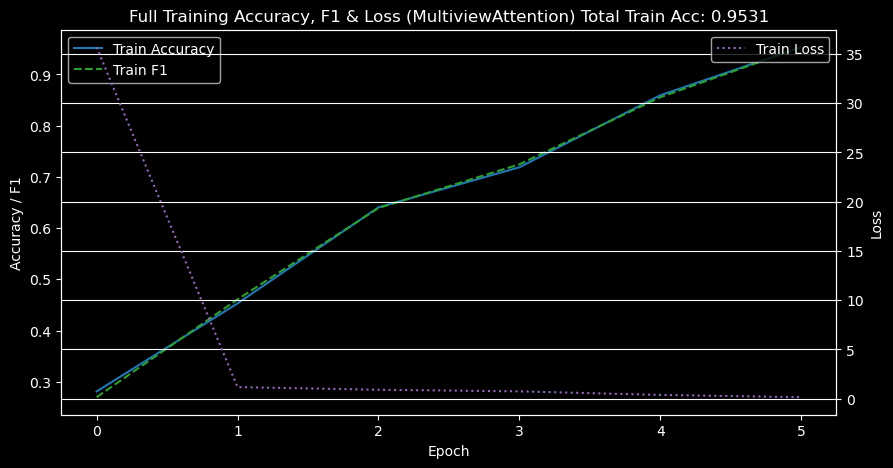 Full Training Accuracy, F1 & Loss (MultiviewAttention) Total Train Acc: 0.9531
Train Accuracy
Train F1
Train Loss
0.9
0.8
0.7
0.6
0.5
0.4
0.3
Accuracy / F1
35
30
25
20
15
10
5
0
Loss
0 1 2 3 4 5
Epoch